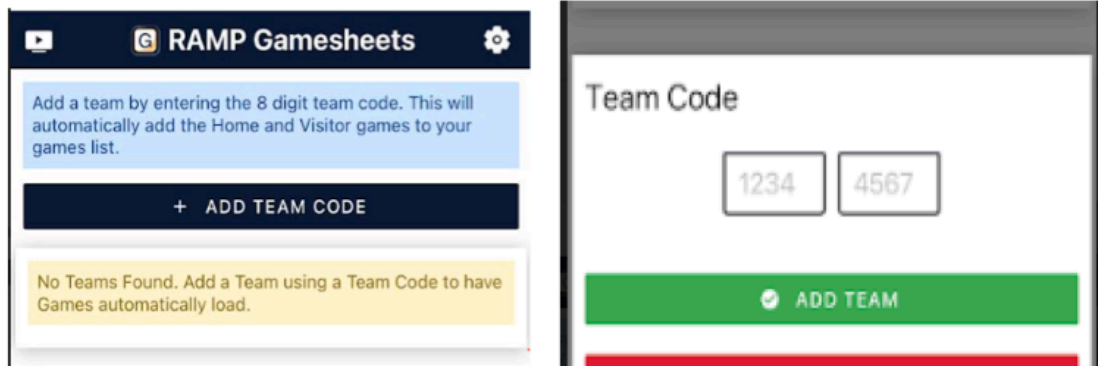 G RAMP Gamesheets
Add a team by entering the 8 digit team code. This will
automatically add the Home and Visitor games to your
games list.
+ ADD TEAM CODE
No Teams Found. Add a Team using a Team Code to have
Games automatically load.
Team Code
1234 4567
ADD TEAM